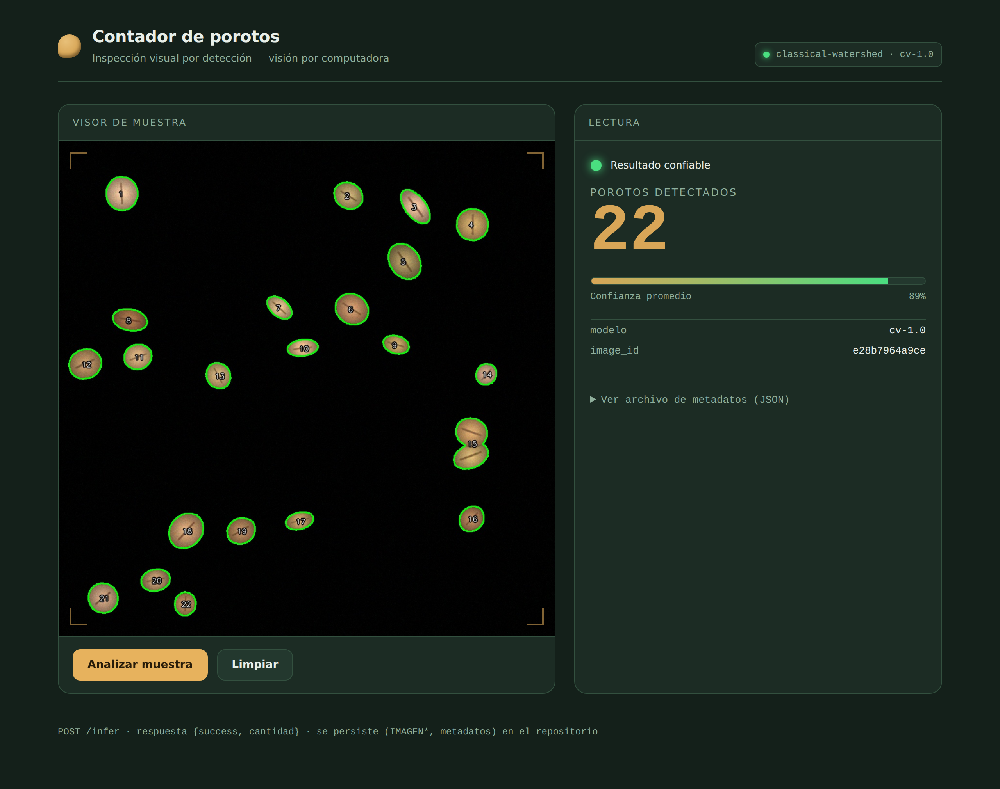 Contador de porotos
Inspección visual por detección — visión por computadora
classical-watershed · cv-1.0
VISOR DE MUESTRA
1
2
3
4
5
6
7
8
9
10
11
12
13
14
15
16
17
18
19
20
21
22
Analizar muestra
Limpiar
LECTURA
Resultado confiable
POROTOS DETECTADOS
22
Confianza promedio 89%
modelo cv-1.0
image_id e28b7964a9ce
Ver archivo de metadatos (JSON)
POST /infer · respuesta {success, cantidad} · se persiste (IMAGEN*, metadatos) en el repositorio